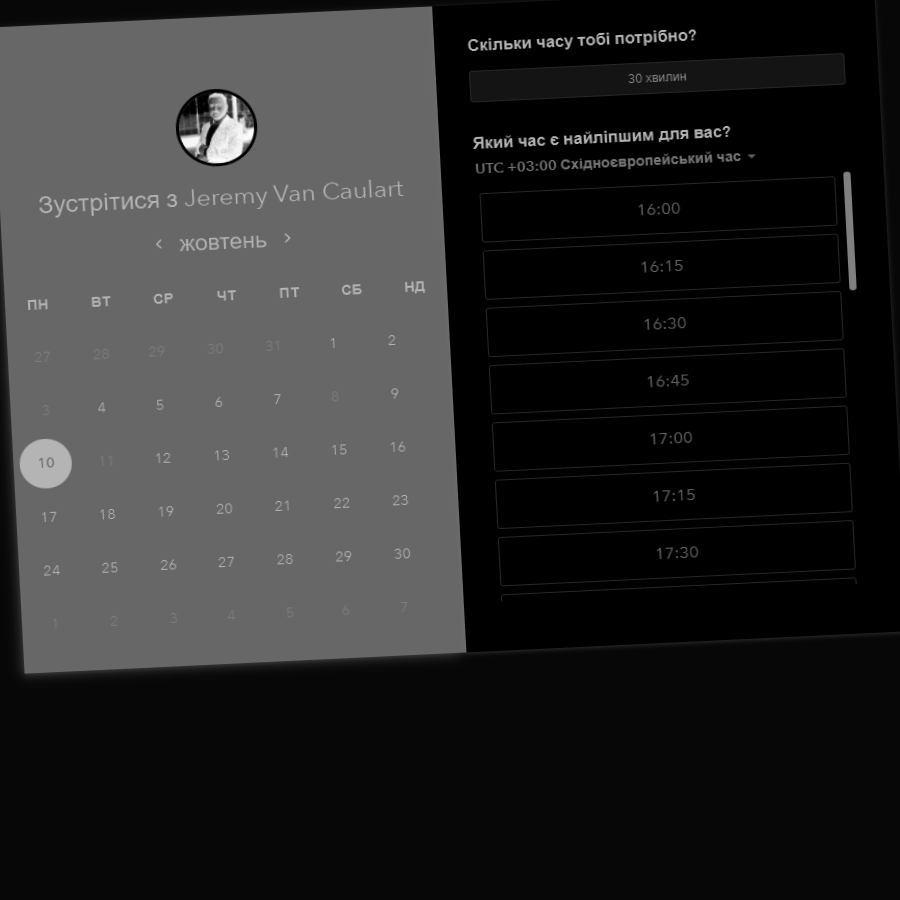 Зустрітися з Jeremy Van Caulart
‹ жовтень ›
ПН ВТ СР ЧТ ПТ СБ НД
27 28 29 30 31 1 2
3 4 5 6 7 8 9
10 11 12 13 14 15 16
17 18 19 20 21 22 23
24 25 26 27 28 29 30
1 2 3 4 5 6 7
Скільки часу тобі потрібно?
30 хвилин
Який час є найліпшим для вас?
UTC +03:00 Східноєвропейський час
16:00
16:15
16:30
16:45
17:00
17:15
17:30